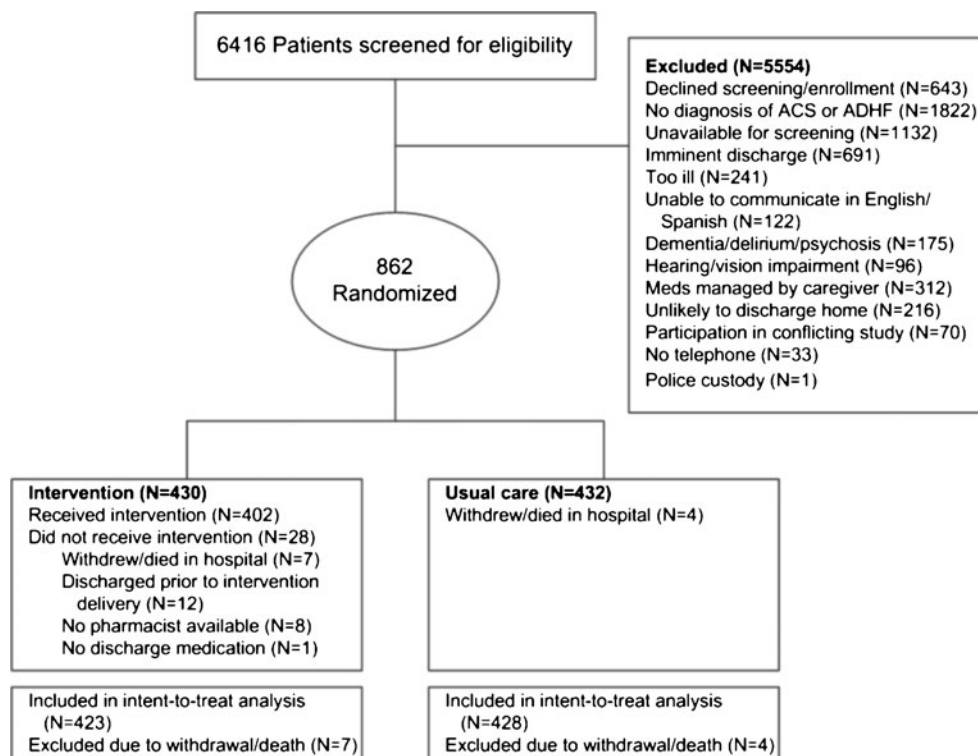 6416 Patients screened for eligibility
Excluded (N=5554)
Declined screening/enrollment (N=643)
No diagnosis of ACS or ADHF (N=1822)
Unavailable for screening (N=1132)
Imminent discharge (N=691)
Too ill (N=241)
Unable to communicate in English/
Spanish (N=122)
Dementia/delirium/psychosis (N=175)
Hearing/vision impairment (N=96)
Meds managed by caregiver (N=312)
Unlikely to discharge home (N=216)
Participation in conflicting study (N=70)
No telephone (N=33)
Police custody (N=1)
862
Randomized
Intervention (N=430)
Received intervention (N=402)
Did not receive intervention (N=28)
Withdrew/died in hospital (N=7)
Discharged prior to intervention
delivery (N=12)
No pharmacist available (N=8)
No discharge medication (N=1)
Usual care (N=432)
Withdrew/died in hospital (N=4)
Included in intent-to-treat analysis
(N=423)
Excluded due to withdrawal/death (N=7)
Included in intent-to-treat analysis
(N=428)
Excluded due to withdrawal/death (N=4)